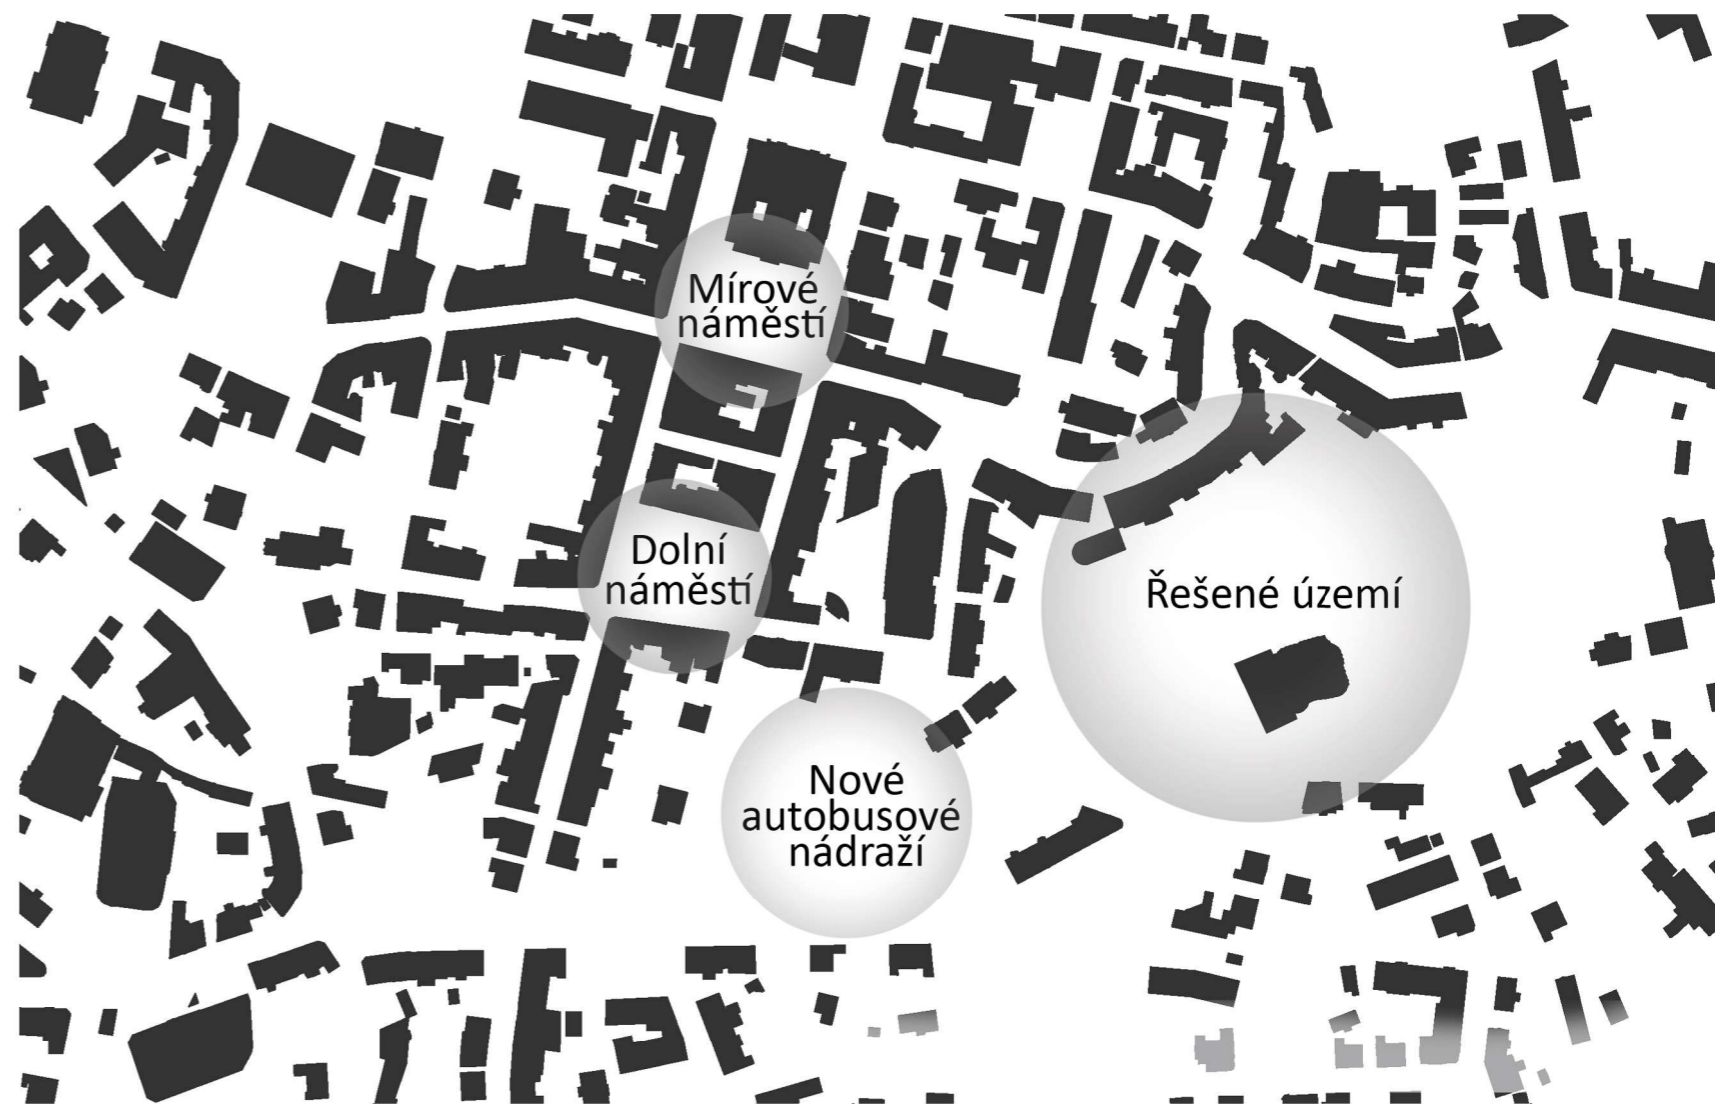 Mírové
náměstí
Dolní
náměstí
Řešené území
Nové
autobusové
nádraží